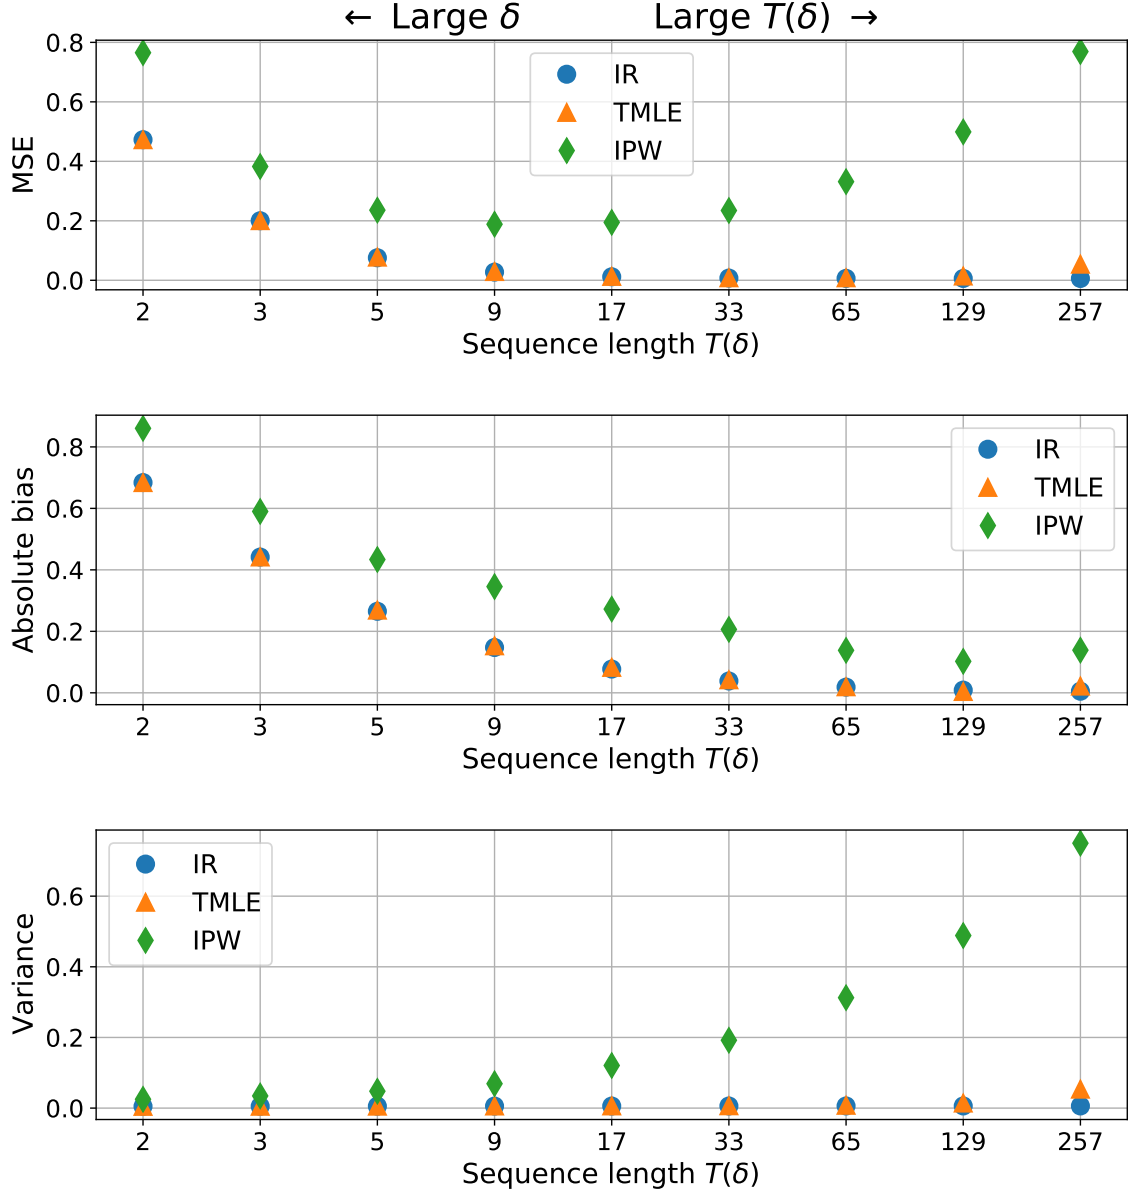 ← Large δ Large T(δ) →
MSE
0.8
0.6
0.4
0.2
0.0
IR
TMLE
IPW
2 3 5 9 17 33 65 129 257
Sequence length T(δ)
Absolute bias
0.8
0.6
0.4
0.2
0.0
IR
TMLE
IPW
2 3 5 9 17 33 65 129 257
Sequence length T(δ)
Variance
0.6
0.4
0.2
0.0
IR
TMLE
IPW
2 3 5 9 17 33 65 129 257
Sequence length T(δ)